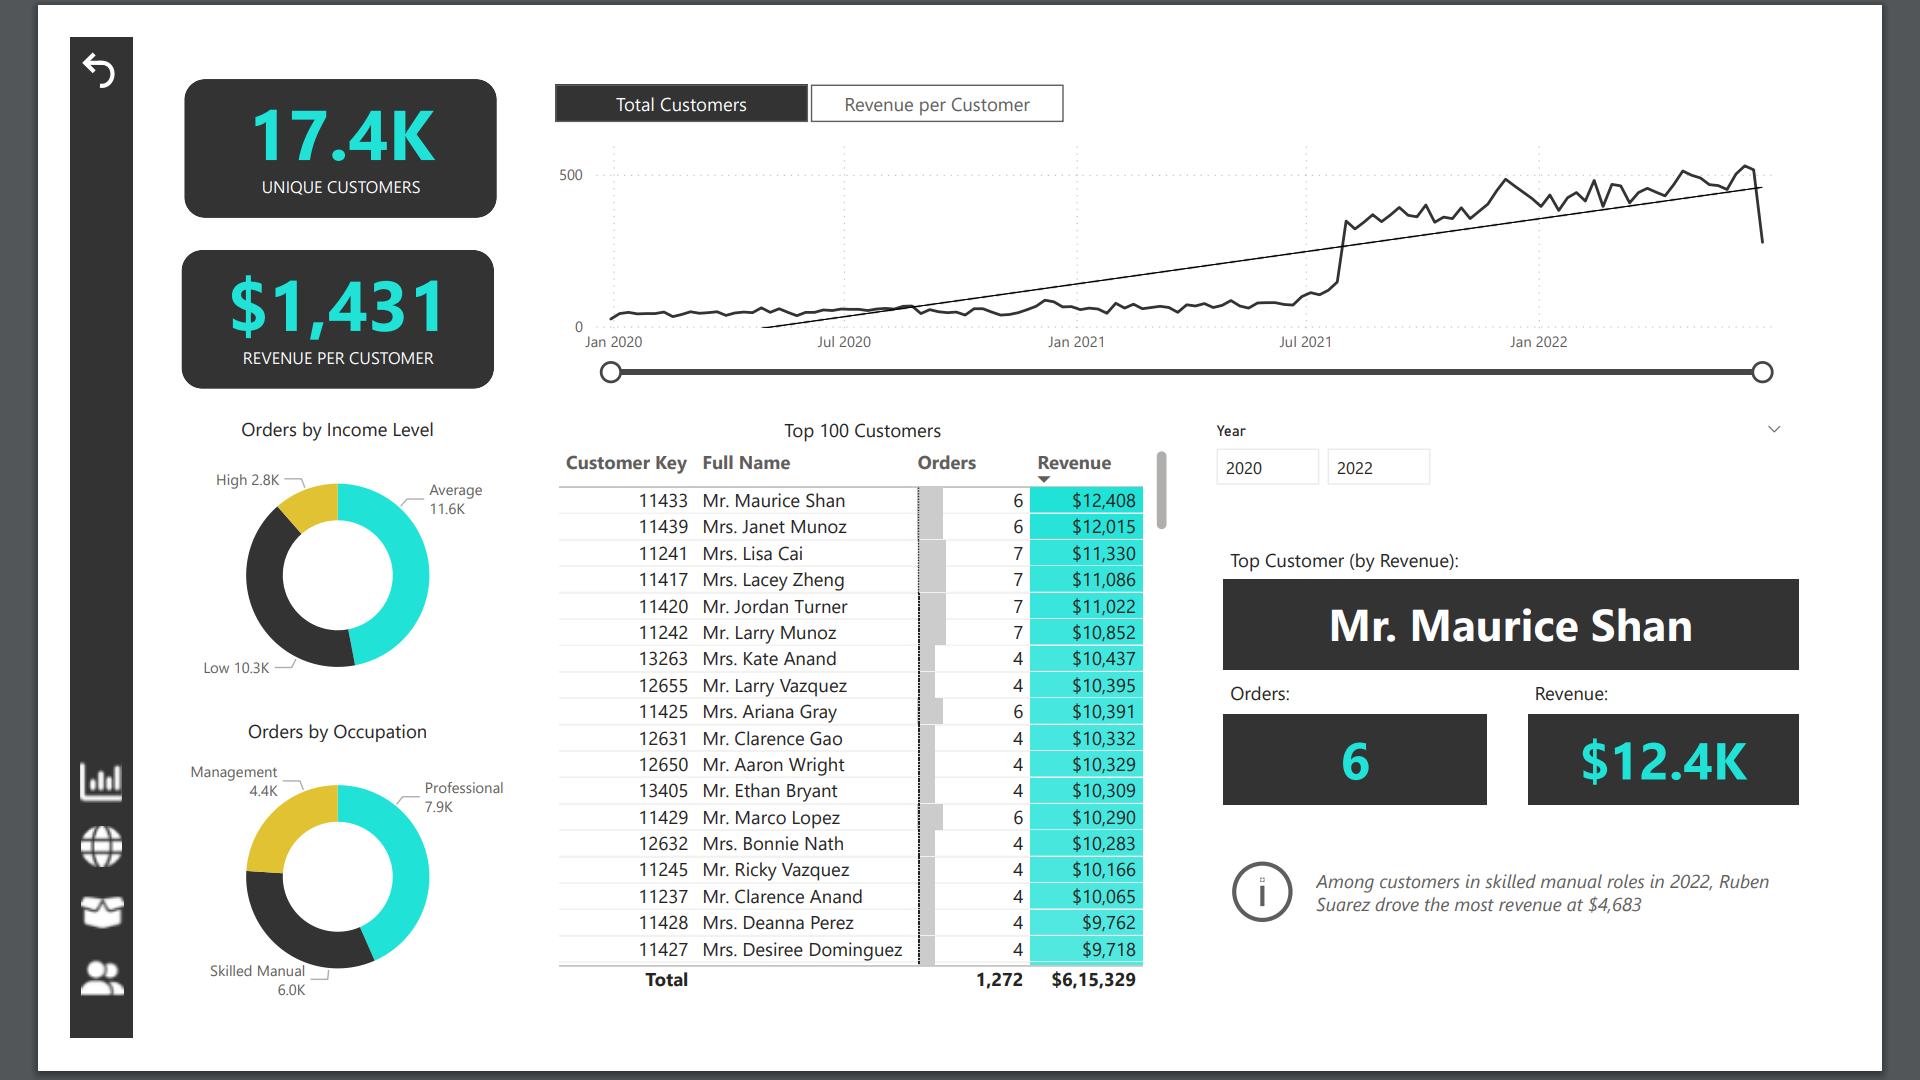 17.4K
UNIQUE CUSTOMERS
$1,431
REVENUE PER CUSTOMER
Total Customers
Revenue per Customer
500
0
Jan 2020
Jul 2020
Jan 2021
Jul 2021
Jan 2022
Orders by Income Level
High 2.8K
Average
11.6K
Low 10.3K
Orders by Occupation
Management
4.4K
Professional
7.9K
Skilled Manual
6.0K
Top 100 Customers
Customer Key Full Name Orders Revenue
11433 Mr. Maurice Shan 6 $12,408
11439 Mrs. Janet Munoz 6 $12,015
11241 Mrs. Lisa Cai 7 $11,330
11417 Mrs. Lacey Zheng 7 $11,086
11420 Mr. Jordan Turner 7 $11,022
11242 Mr. Larry Munoz 7 $10,852
13263 Mrs. Kate Anand 4 $10,437
12655 Mr. Larry Vazquez 4 $10,395
11425 Mrs. Ariana Gray 6 $10,391
12631 Mr. Clarence Gao 4 $10,332
12650 Mr. Aaron Wright 4 $10,329
13405 Mr. Ethan Bryant 4 $10,309
11429 Mr. Marco Lopez 6 $10,290
12632 Mrs. Bonnie Nath 4 $10,283
11245 Mr. Ricky Vazquez 4 $10,166
11237 Mr. Clarence Anand 4 $10,065
11428 Mrs. Deanna Perez 4 $9,762
11427 Mrs. Desiree Dominguez 4 $9,718
Total 1,272 $6,15,329
Year
2020
2022
Top Customer (by Revenue):
Mr. Maurice Shan
Orders:
Revenue:
6
$12.4K
Among customers in skilled manual roles in 2022, Ruben
Suarez drove the most revenue at $4,683